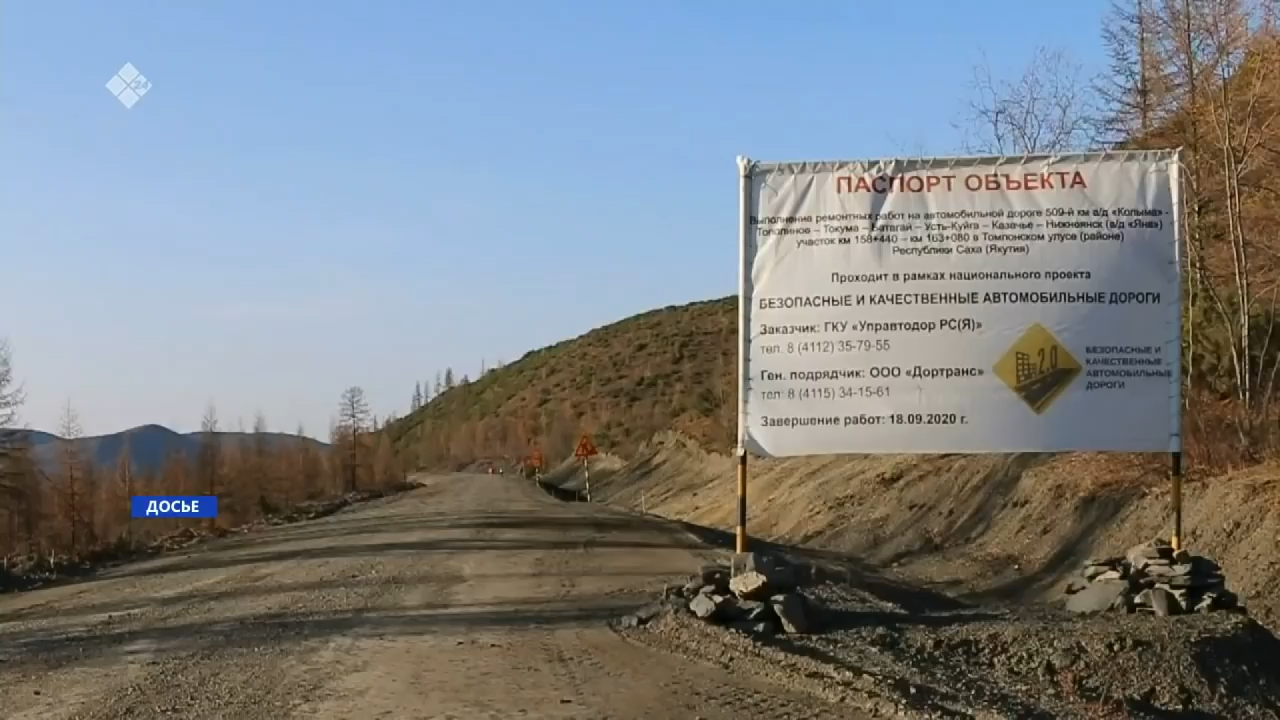 24
ПАСПОРТ ОБЪЕКТА
Выполнение ремонтных работ на автомобильной дороге 509-й км а/д «Колыма» -
Тополиное – Токума – Батагай – Усть-Куйга – Казачье – Нижнеянск (а/д «Яна»)
участок км 158+440 – км 163+080 в Томпонском улусе (районе)
Республики Саха (Якутия)
Проходит в рамках национального проекта
БЕЗОПАСНЫЕ И КАЧЕСТВЕННЫЕ АВТОМОБИЛЬНЫЕ ДОРОГИ
Заказчик: ГКУ «Управтодор РС(Я)»
тел. 8 (4112) 35-79-55
Ген. подрядчик: ООО «Дортранс»
тел: 8 (4115) 34-15-61
Завершение работ: 18.09.2020 г.
2.0
БЕЗОПАСНЫЕ И
КАЧЕСТВЕННЫЕ
АВТОМОБИЛЬНЫЕ
ДОРОГИ
ДОСЬЕ